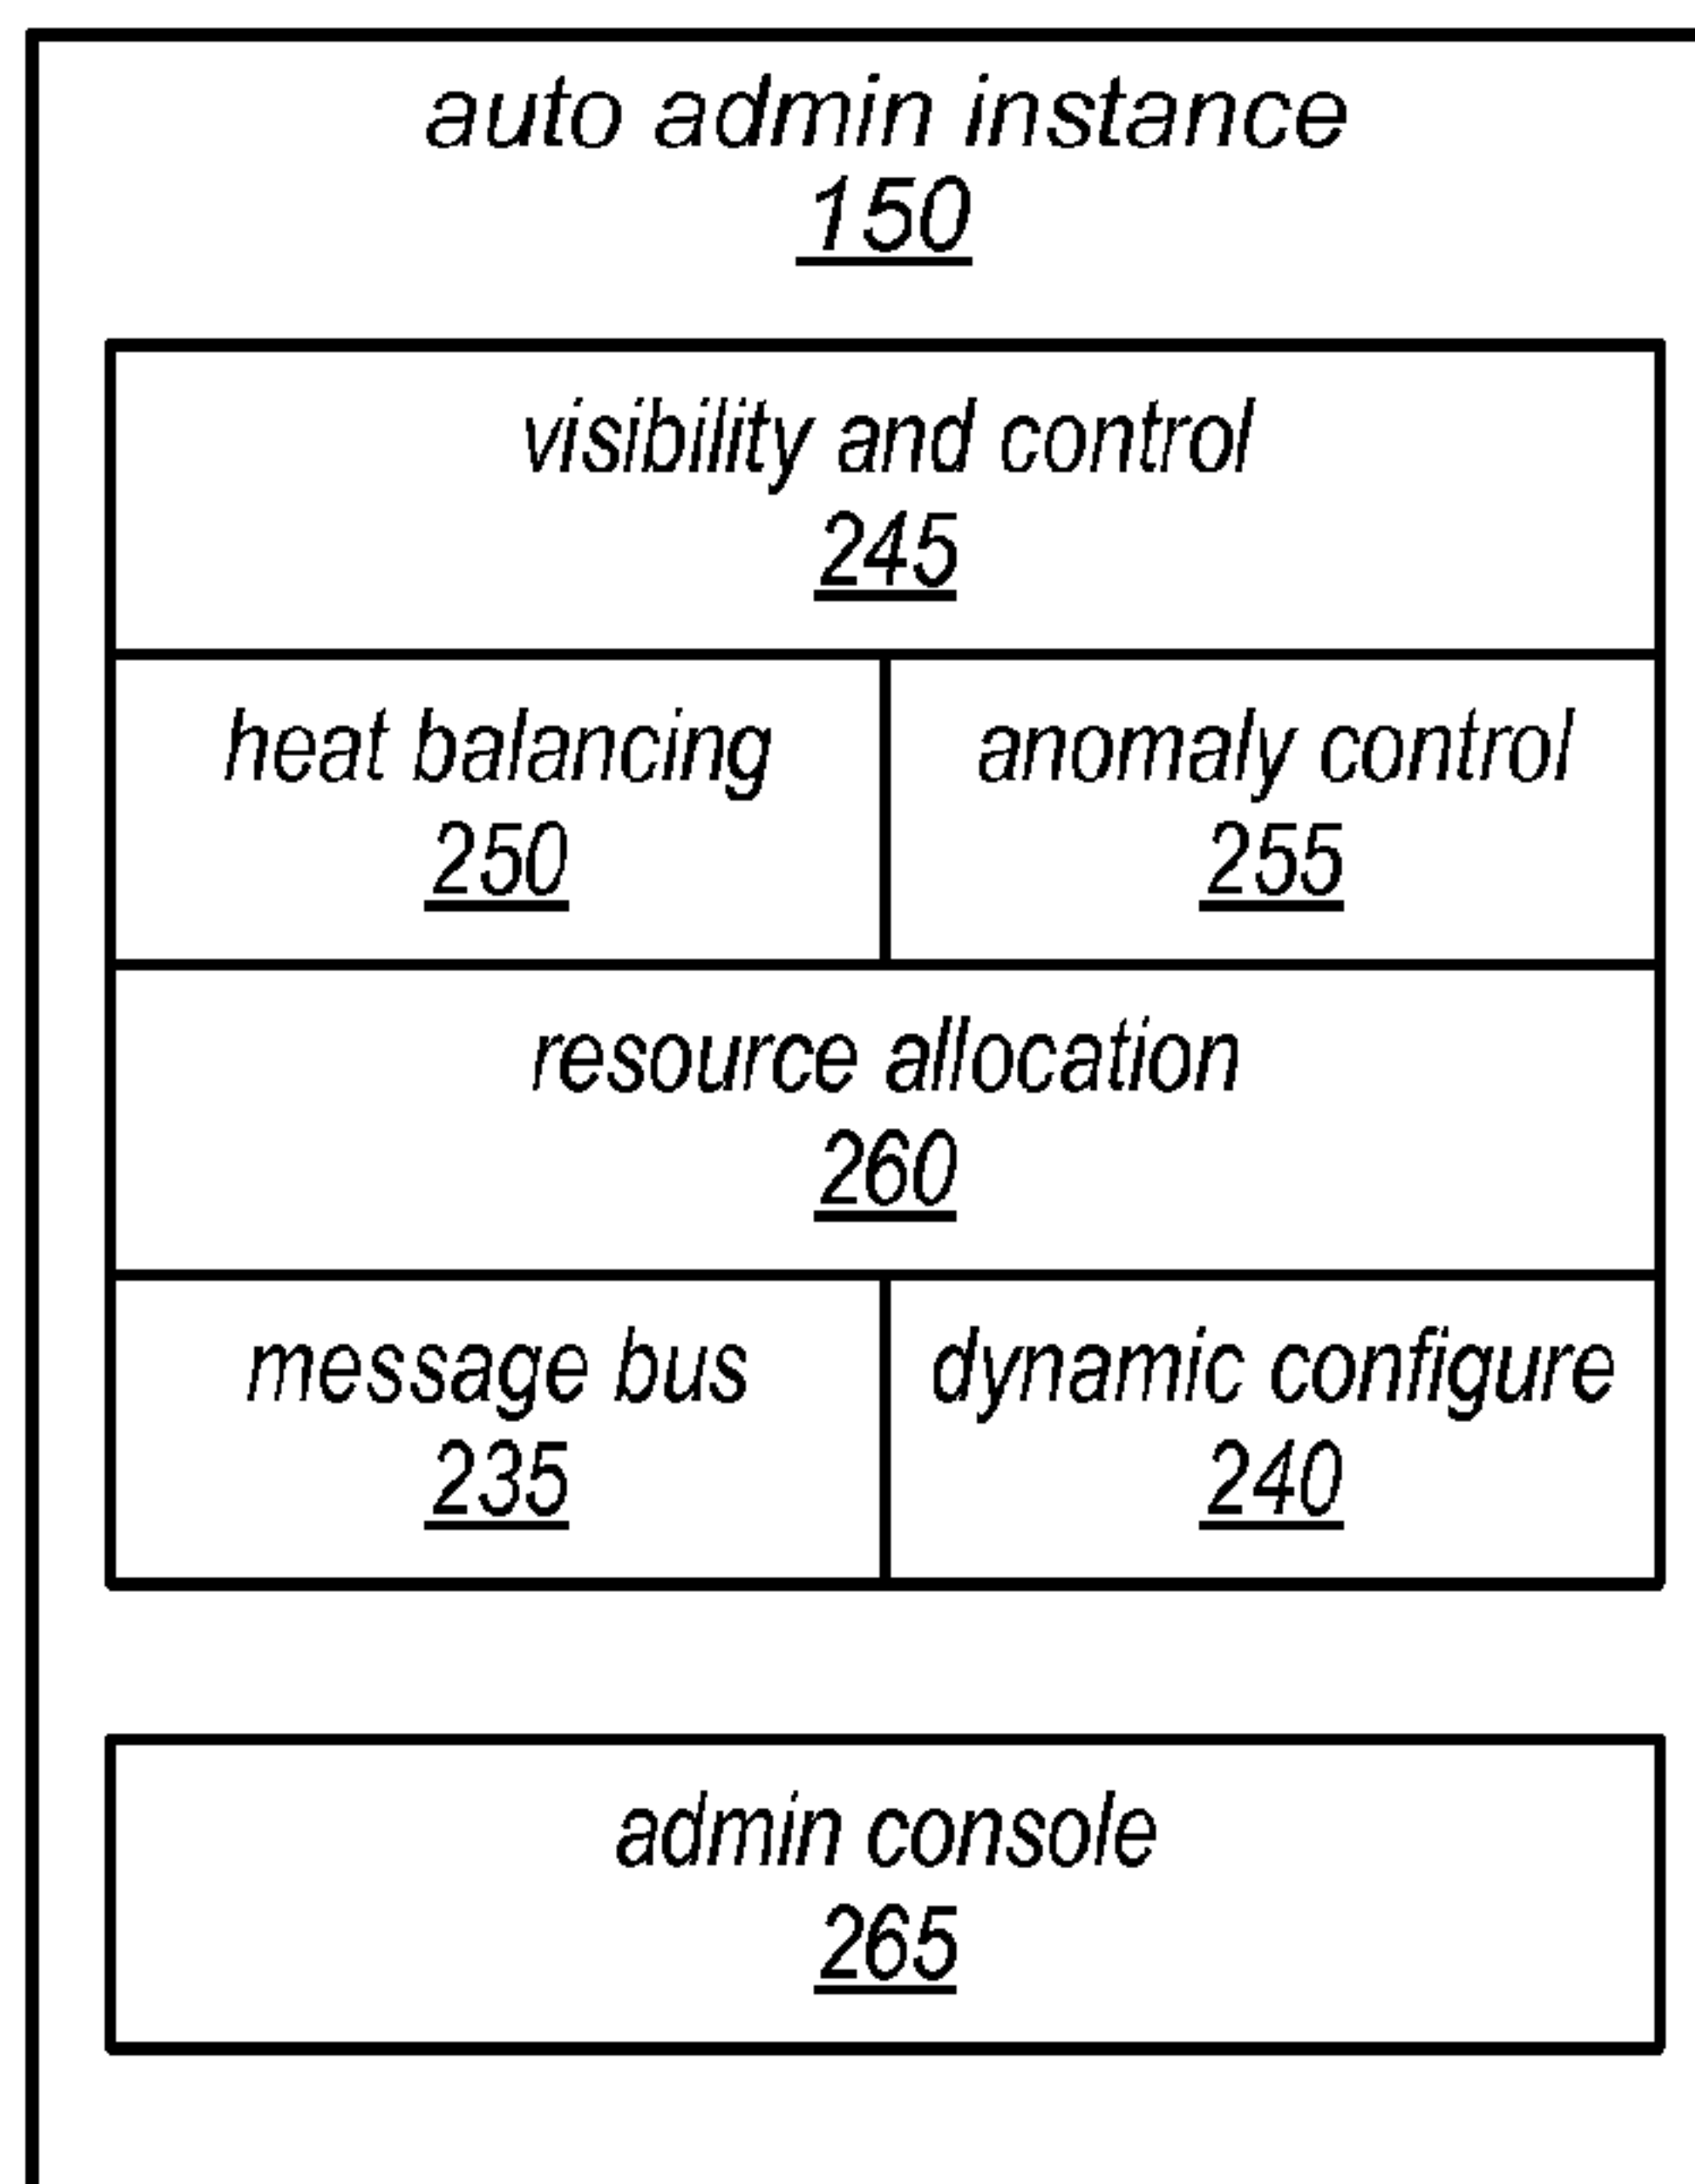 auto admin instance
150
visibility and control
245
heat balancing
250
anomaly control
255
resource allocation
260
message bus
235
dynamic configure
240
admin console
265